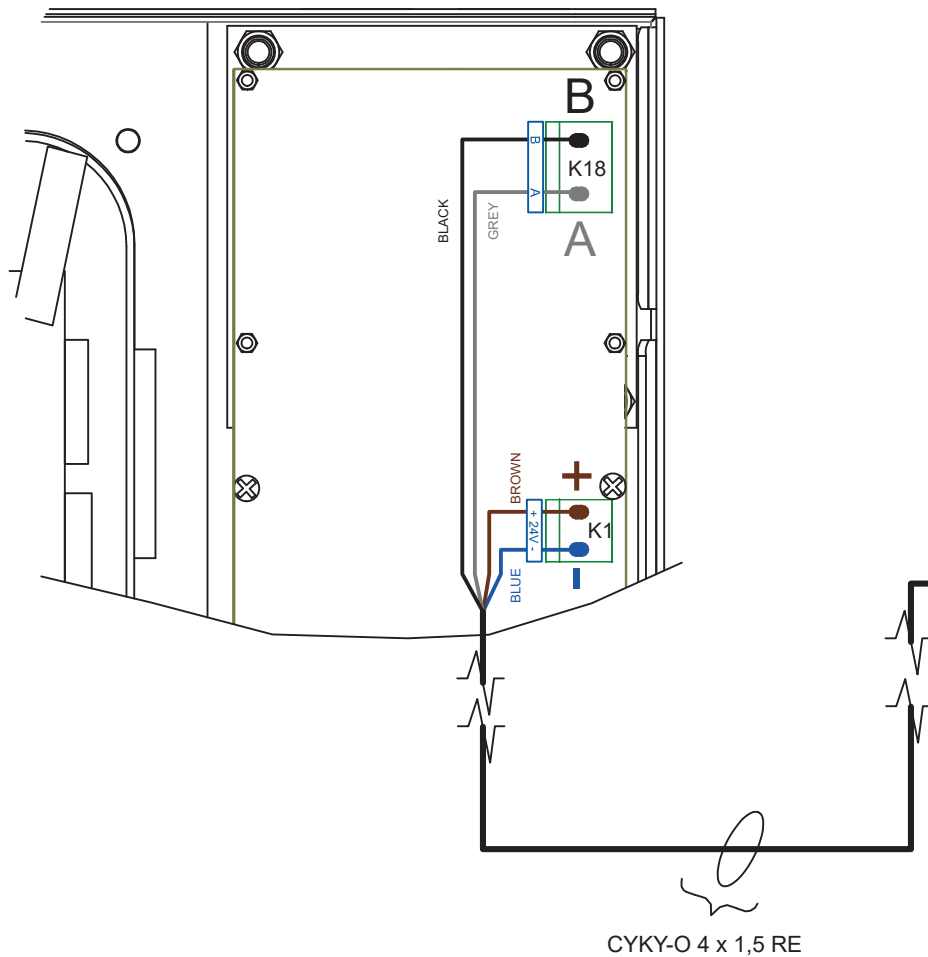 B
B
K18
A
A
BLACK
GREY
BROWN
+
+ 24V -
K1
-
BLUE
CYKY-O 4 x 1,5 RE